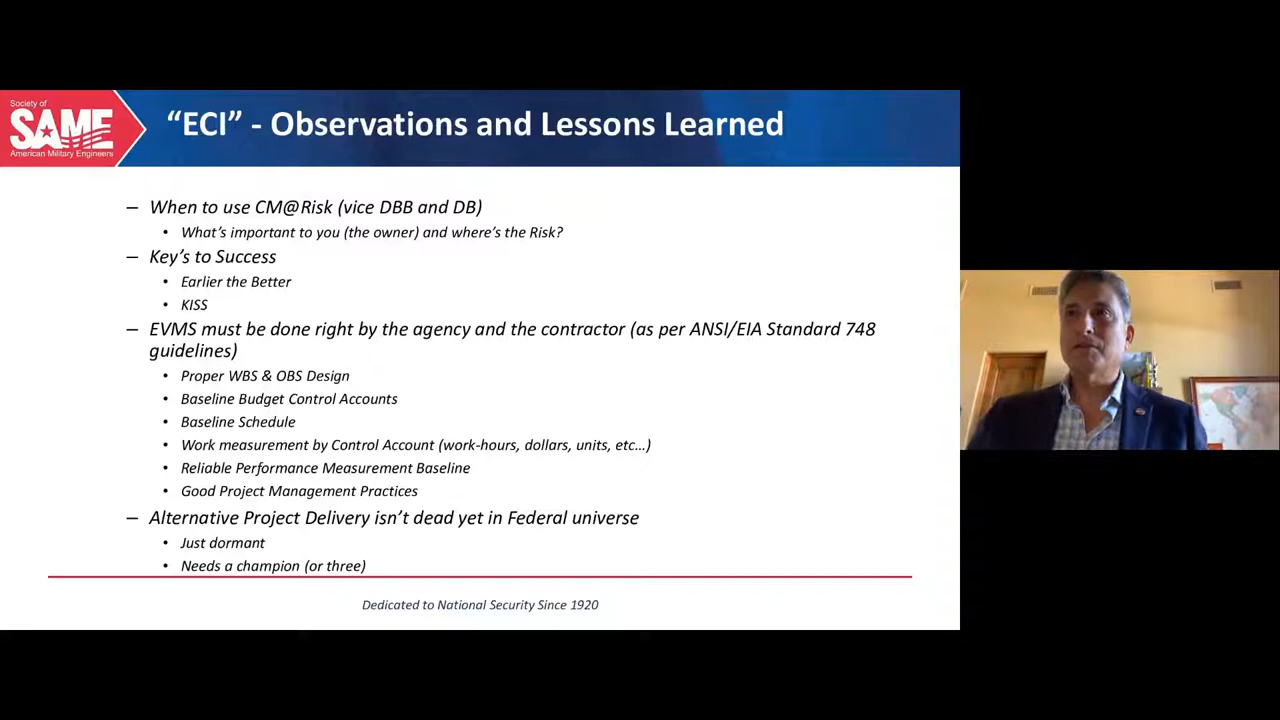 Society of
SAME
American Military Engineers
“ECI” - Observations and Lessons Learned
– When to use CM@Risk (vice DBB and DB)
• What’s important to you (the owner) and where’s the Risk?
– Key’s to Success
• Earlier the Better
• KISS
– EVMS must be done right by the agency and the contractor (as per ANSI/EIA Standard 748
guidelines)
• Proper WBS & OBS Design
• Baseline Budget Control Accounts
• Baseline Schedule
• Work measurement by Control Account (work-hours, dollars, units, etc…)
• Reliable Performance Measurement Baseline
• Good Project Management Practices
– Alternative Project Delivery isn’t dead yet in Federal universe
• Just dormant
• Needs a champion (or three)
Dedicated to National Security Since 1920